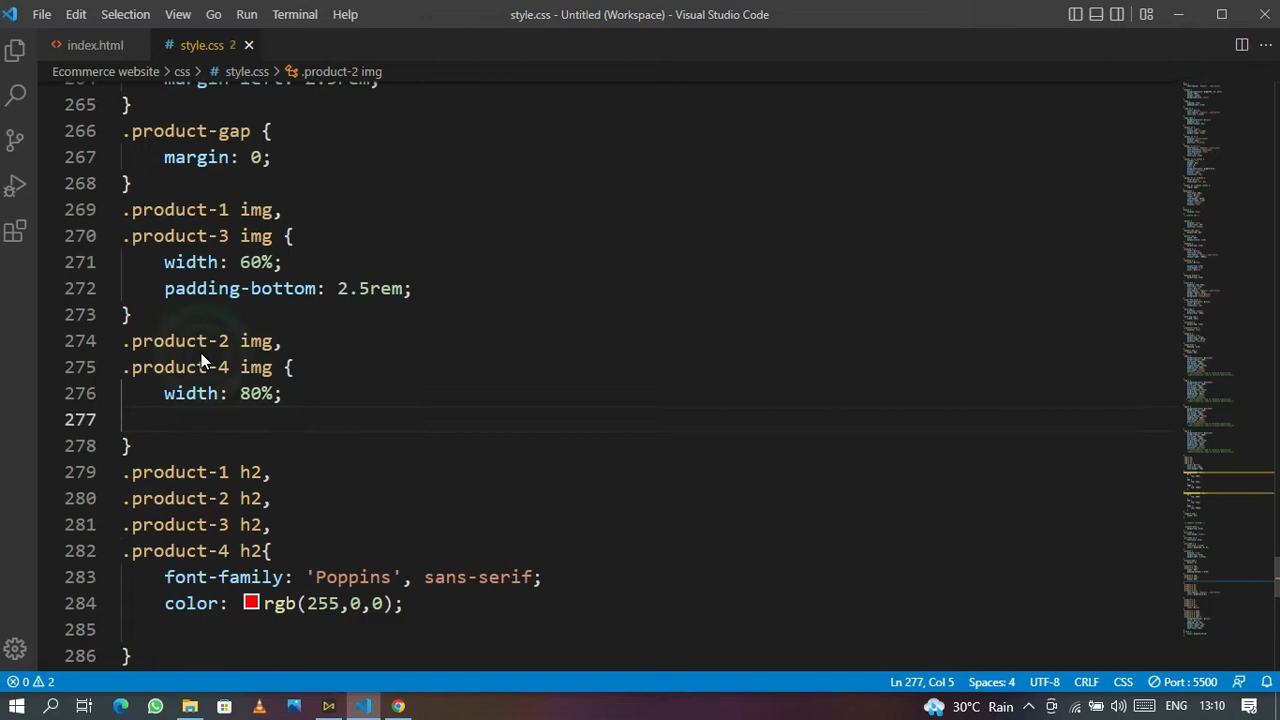 File Edit Selection View Go Run Terminal Help style.css - Untitled (Workspace) - Visual Studio Code
<> index.html # style.css 2
Ecommerce website > css > # style.css > .product-2 img
265 }
266 .product-gap {
267 margin: 0;
268 }
269 .product-1 img,
270 .product-3 img {
271 width: 60%;
272 padding-bottom: 2.5rem;
273 }
274 .product-2 img,
275 .product-4 img {
276 width: 80%;
277
278 }
279 .product-1 h2,
280 .product-2 h2,
281 .product-3 h2,
282 .product-4 h2{
283 font-family: 'Poppins', sans-serif;
284 color: rgb(255,0,0);
285
286 }
0 2 Ln 277, Col 5 Spaces: 4 UTF-8 CRLF CSS Port : 5500
30°C Rain ENG 13:10